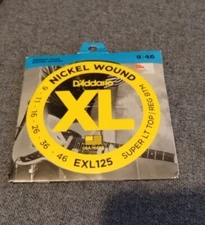 9-46
NICKEL WOUND
D'Addario
XL
9 · 11 · 16 · 26 · 36 · 46
EXL125
SUPER LT TOP/REG BTM